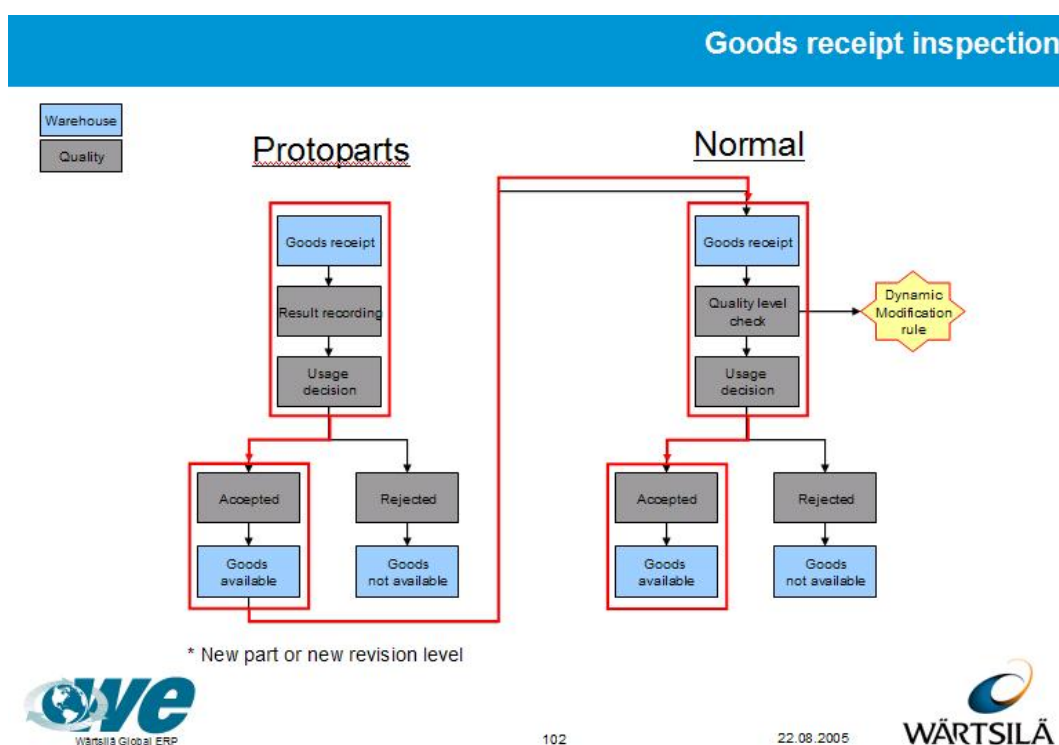 Goods receipt inspection
Warehouse
Quality
Protoparts
Normal
Goods receipt
Result recording
Usage
decision
Accepted
Rejected
Goods
available
Goods
not available
Goods receipt
Quality level
check
Dynamic
Modification
rule
Usage
decision
Accepted
Rejected
Goods
available
Goods
not available
* New part or new revision level
we
Wärtsilä Global ERP
102
22.08.2005
WÄRTSILÄ